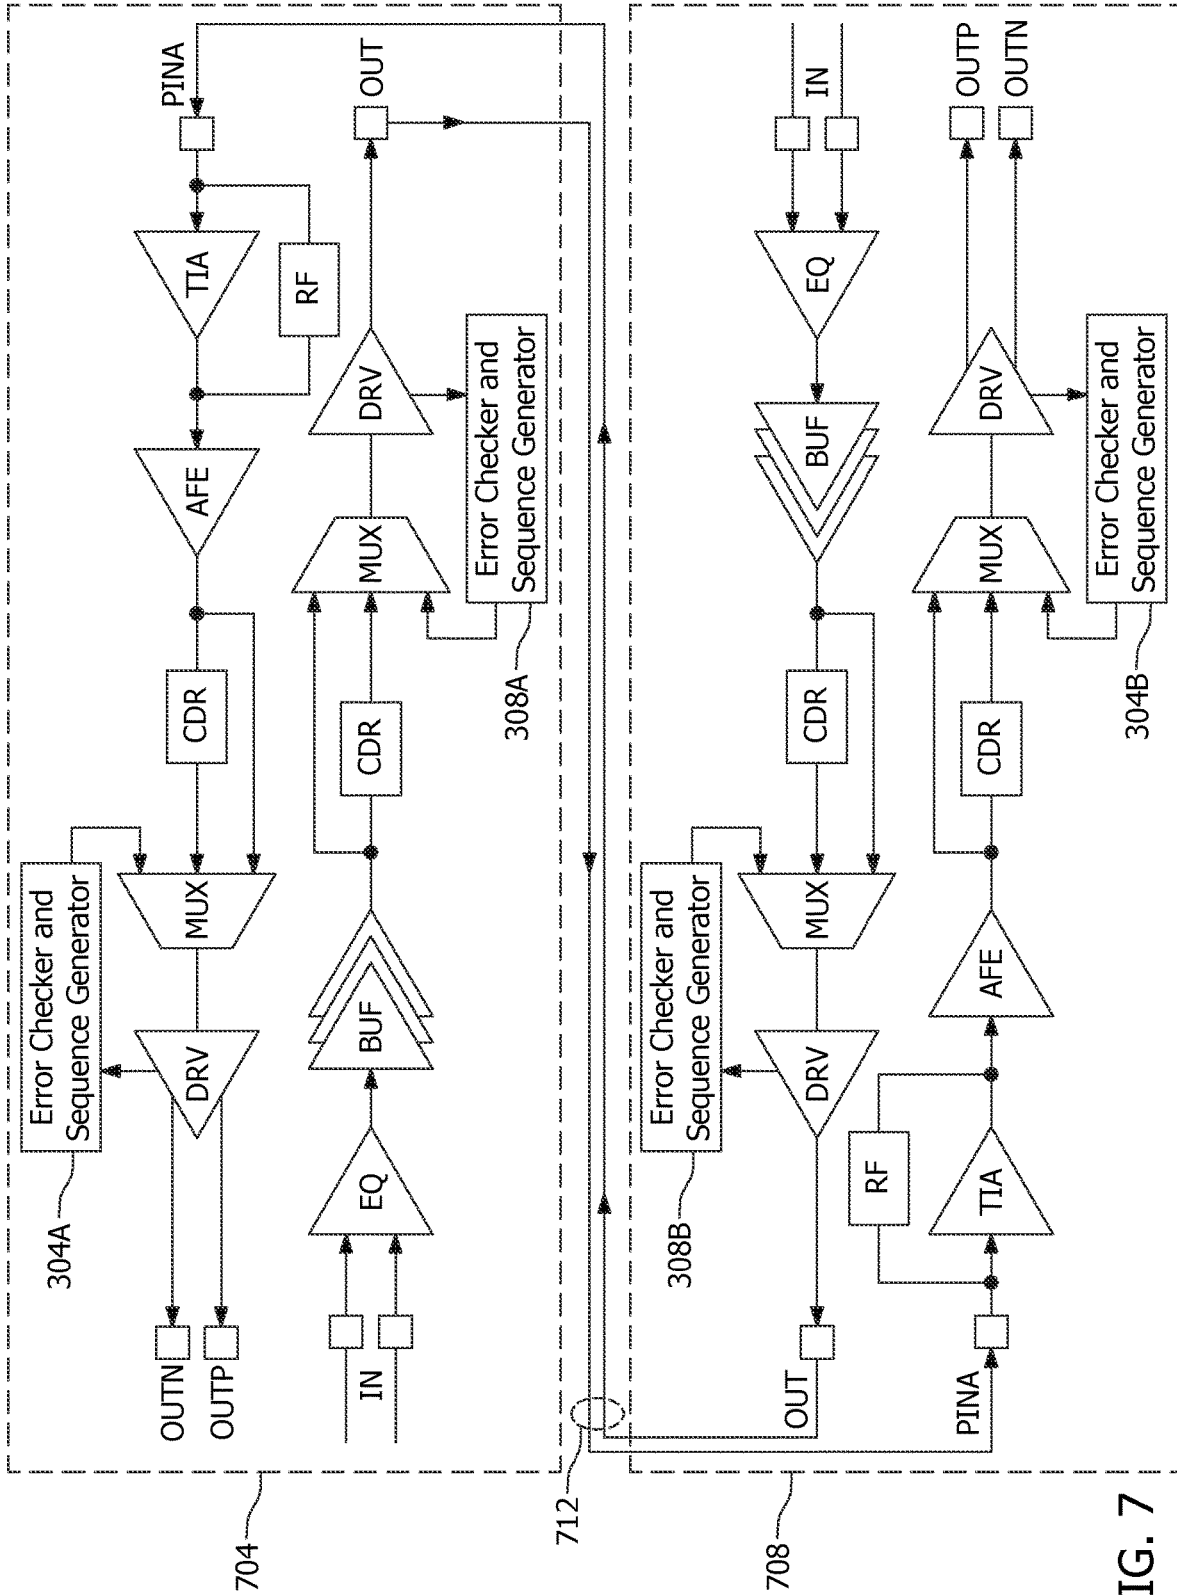 704
304A
Error Checker and
Sequence Generator
OUTN
OUTP
DRV
MUX
CDR
AFE
TIA
RF
PINA
IN
EQ
BUF
CDR
MUX
DRV
OUT
Error Checker and
Sequence Generator
308A
712
708
308B
Error Checker and
Sequence Generator
OUT
DRV
MUX
CDR
BUF
EQ
IN
PINA
RF
TIA
AFE
CDR
MUX
DRV
OUTP
OUTN
Error Checker and
Sequence Generator
304B
IG. 7